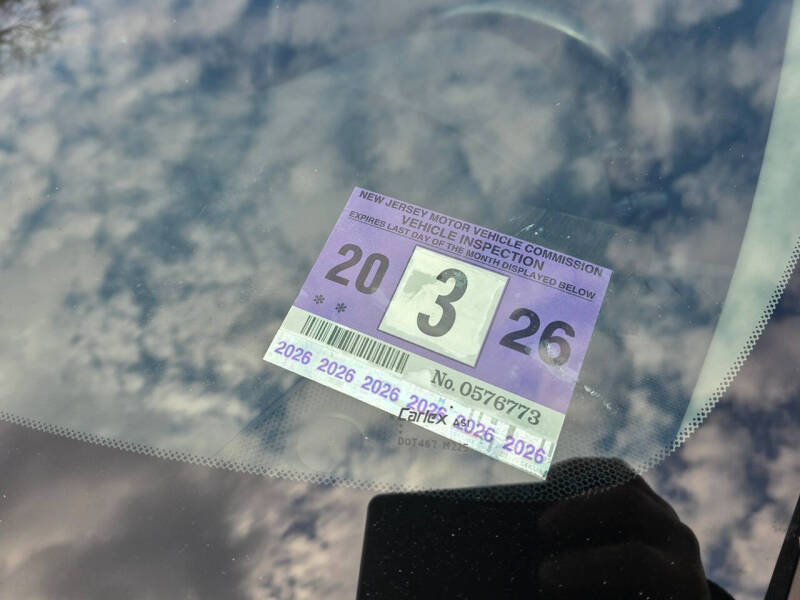 NEW JERSEY MOTOR VEHICLE COMMISSION
VEHICLE INSPECTION
EXPIRES LAST DAY OF THE MONTH DISPLAYED BELOW
20 3 26
* *
No. 0576773
2026 2026 2026 2026 2026 2026
Carlex
DOT467